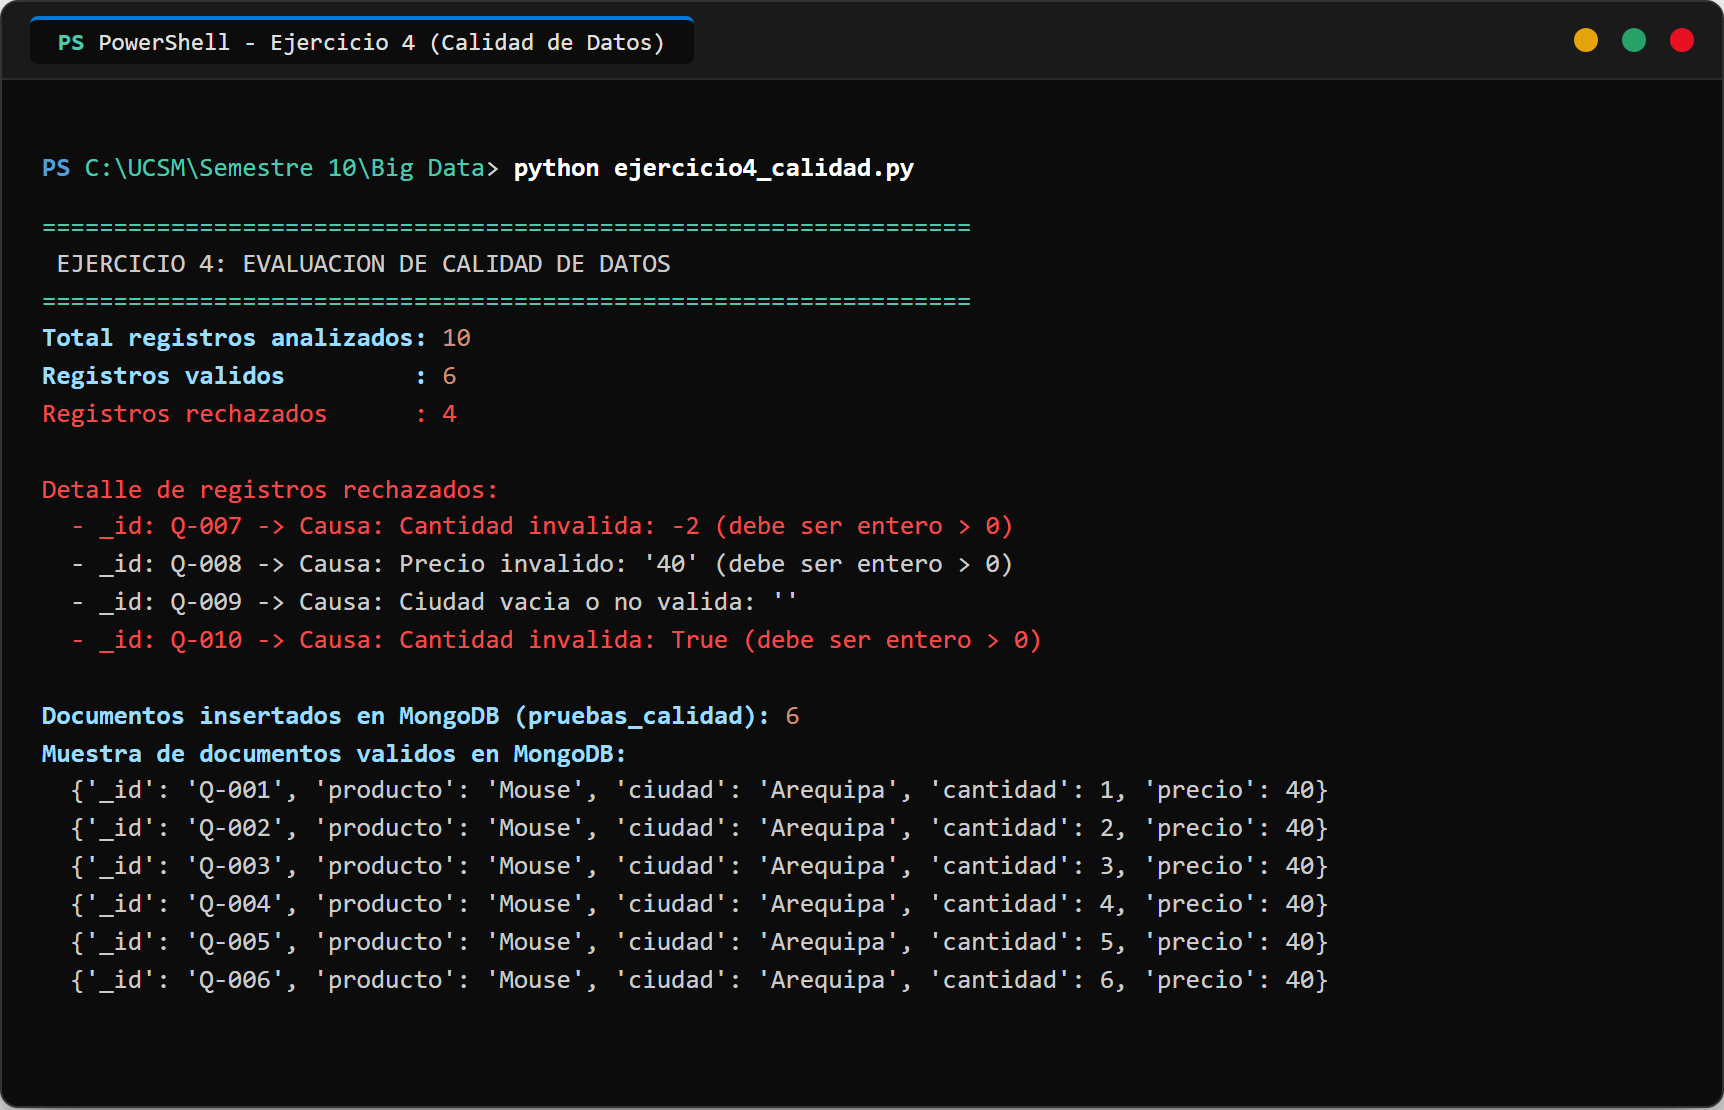 PS PowerShell - Ejercicio 4 (Calidad de Datos)
PS C:\UCSM\Semestre 10\Big Data> python ejercicio4_calidad.py
=================================================================
EJERCICIO 4: EVALUACION DE CALIDAD DE DATOS
=================================================================
Total registros analizados: 10
Registros validos         : 6
Registros rechazados      : 4
Detalle de registros rechazados:
  - _id: Q-007 -> Causa: Cantidad invalida: -2 (debe ser entero > 0)
  - _id: Q-008 -> Causa: Precio invalido: '40' (debe ser entero > 0)
  - _id: Q-009 -> Causa: Ciudad vacia o no valida: ''
  - _id: Q-010 -> Causa: Cantidad invalida: True (debe ser entero > 0)
Documentos insertados en MongoDB (pruebas_calidad): 6
Muestra de documentos validos en MongoDB:
  {'_id': 'Q-001', 'producto': 'Mouse', 'ciudad': 'Arequipa', 'cantidad': 1, 'precio': 40}
  {'_id': 'Q-002', 'producto': 'Mouse', 'ciudad': 'Arequipa', 'cantidad': 2, 'precio': 40}
  {'_id': 'Q-003', 'producto': 'Mouse', 'ciudad': 'Arequipa', 'cantidad': 3, 'precio': 40}
  {'_id': 'Q-004', 'producto': 'Mouse', 'ciudad': 'Arequipa', 'cantidad': 4, 'precio': 40}
  {'_id': 'Q-005', 'producto': 'Mouse', 'ciudad': 'Arequipa', 'cantidad': 5, 'precio': 40}
  {'_id': 'Q-006', 'producto': 'Mouse', 'ciudad': 'Arequipa', 'cantidad': 6, 'precio': 40}